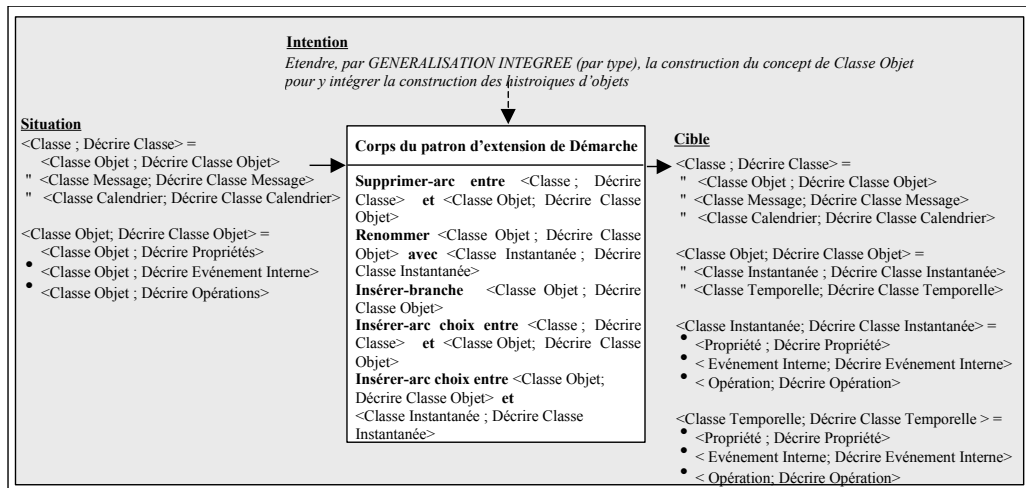 Intention
Etendre, par GENERALISATION INTEGREE (par type), la construction du concept de Classe Objet
pour y intégrer la construction des histroiques d'objets
Situation
<Classe ; Décrire Classe> =
<Classe Objet ; Décrire Classe Objet>
" <Classe Message; Décrire Classe Message>
" <Classe Calendrier; Décrire Classe Calendrier>
<Classe Objet; Décrire Classe Objet> =
<Classe Objet ; Décrire Propriétés>
• <Classe Objet ; Décrire Evénement Interne>
• <Classe Objet ; Décrire Opérations>
Corps du patron d'extension de Démarche
Supprimer-arc entre <Classe ; Décrire
Classe> et <Classe Objet; Décrire Classe
Objet>
Renommer <Classe Objet ; Décrire Classe
Objet> avec <Classe Instantanée ; Décrire
Classe Instantanée>
Insérer-branche <Classe Objet ; Décrire
Classe Objet>
Insérer-arc choix entre <Classe ; Décrire
Classe> et <Classe Objet; Décrire Classe
Objet>
Insérer-arc choix entre <Classe Objet;
Décrire Classe Objet> et
<Classe Instantanée ; Décrire Classe
Instantanée>
Cible
<Classe ; Décrire Classe> =
" <Classe Objet ; Décrire Classe Objet>
" <Classe Message; Décrire Classe Message>
" <Classe Calendrier; Décrire Classe Calendrier>
<Classe Objet; Décrire Classe Objet> =
" <Classe Instantanée ; Décrire Classe Instantanée>
" <Classe Temporelle; Décrire Classe Temporelle>
<Classe Instantanée; Décrire Classe Instantanée> =
• <Propriété ; Décrire Propriété>
• < Evénement Interne; Décrire Evénement Interne>
• < Opération; Décrire Opération>
<Classe Temporelle; Décrire Classe Temporelle > =
• <Propriété ; Décrire Propriété>
• < Evénement Interne; Décrire Evénement Interne>
• < Opération; Décrire Opération>